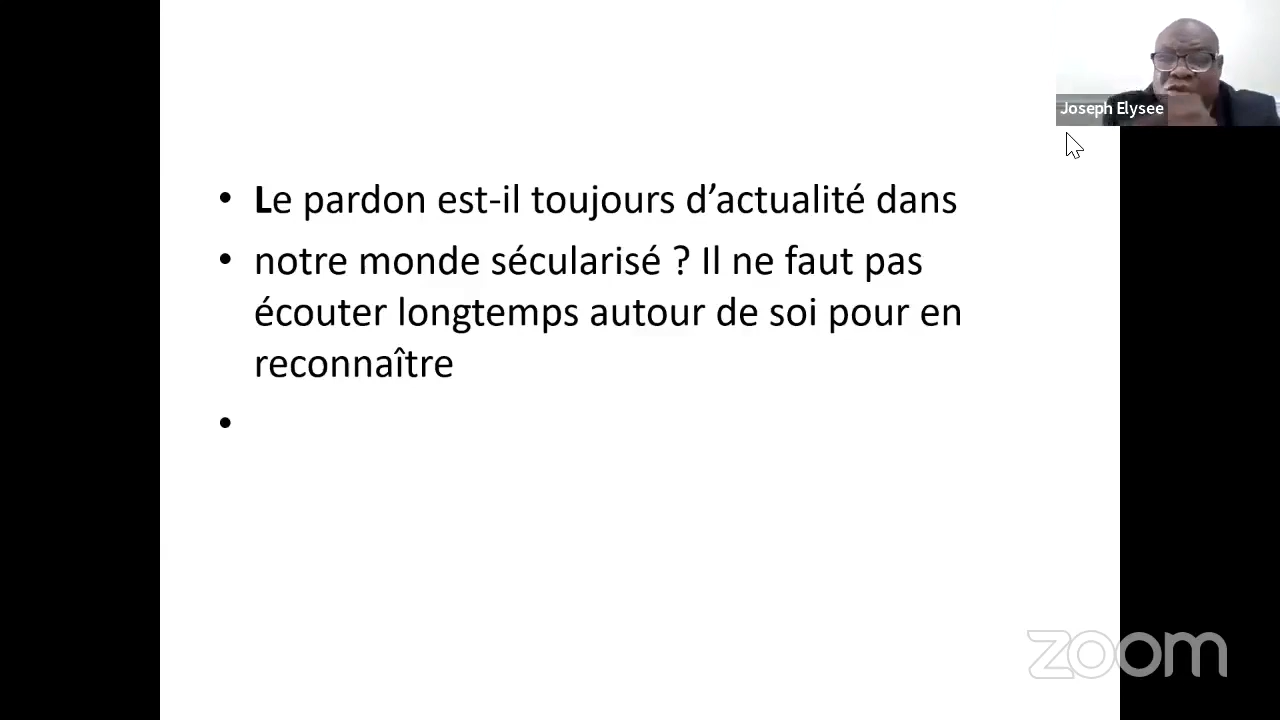 Joseph Elysee
• Le pardon est-il toujours d’actualité dans
• notre monde sécularisé ? Il ne faut pas
écouter longtemps autour de soi pour en
reconnaître
•
zoom